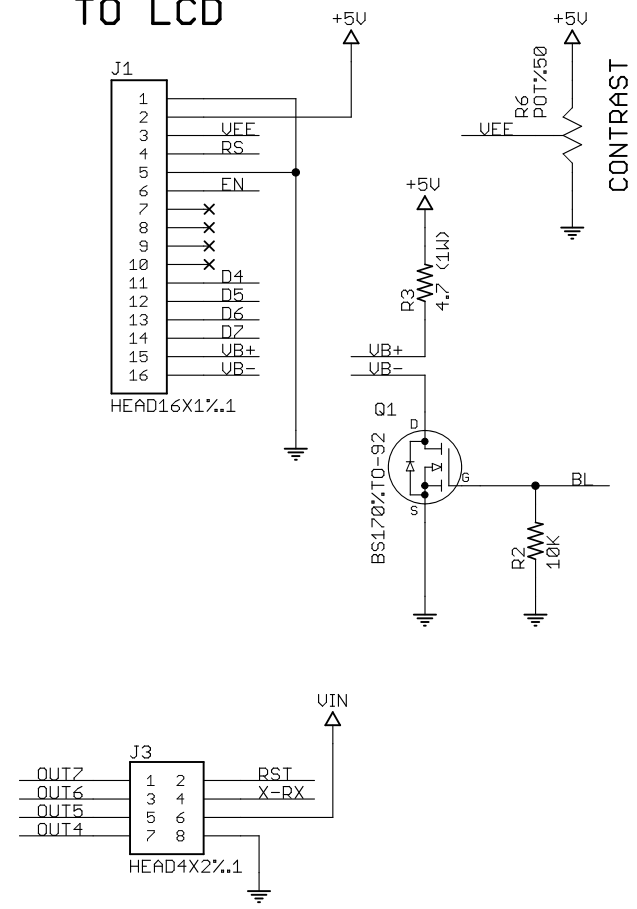 TO LCD
+5V
+5V
J1
1
2
3 VEE
4 RS
5
6 EN
7
8
9
10
11 D4
12 D5
13 D6
14 D7
15 VB+
16 VB-
HEAD16X1%.1
VEE
R6
POT%50
CONTRAST
+5V
R3
4.7 (1W)
VB+
VB-
Q1
D
G
S
BS170%TO-92
BL
R2
10K
VIN
J3
OUT7 1 2 RST
OUT6 3 4 X-RX
OUT5 5 6
OUT4 7 8
HEAD4X2%.1